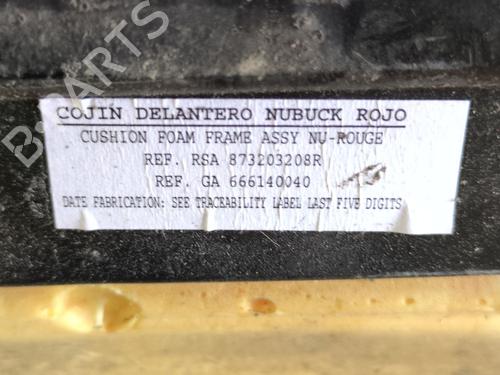 B-Parts
COJIN DELANTERO NUBUCK ROJO
CUSHION FOAM FRAME ASSY NU-ROUGE
REF. RSA 873203208R
REF. GA 666140040
DATE FABRICATION: SEE TRACEABILITY LABEL LAST FIVE DIGITS